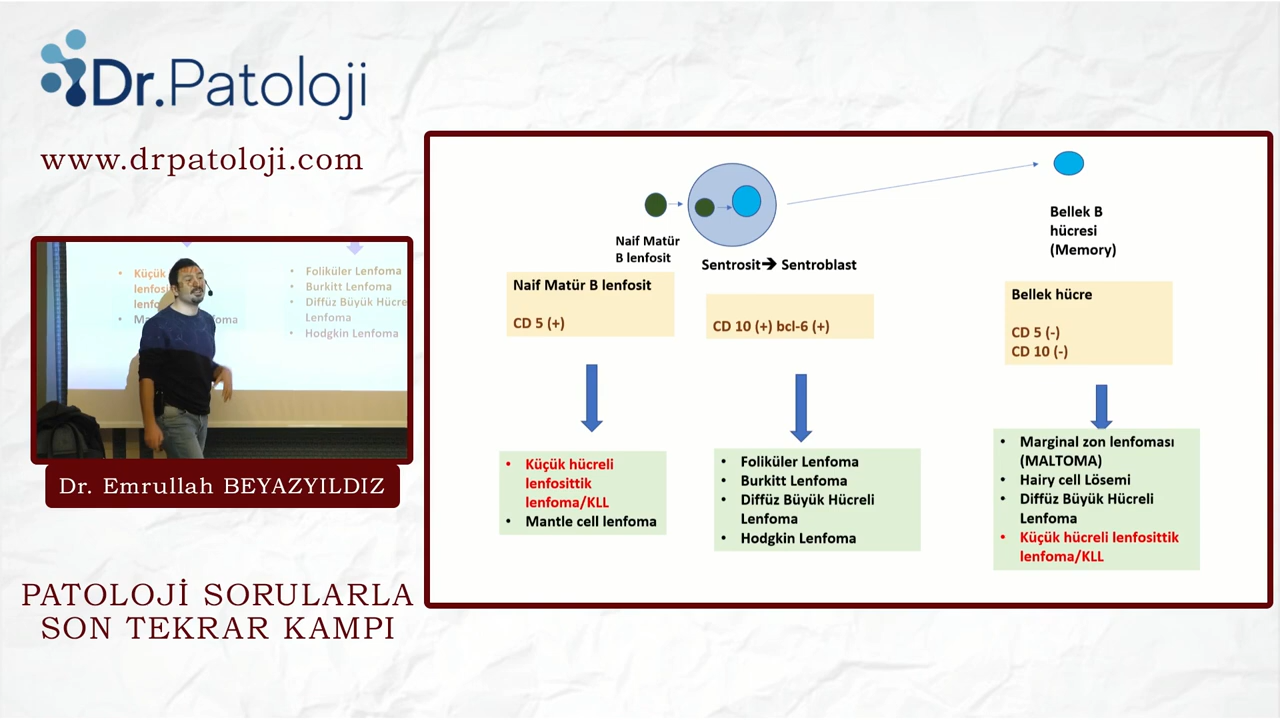 Dr.Patoloji
www.drpatoloji.com
Küçük
lenfosi
lenfo
Ma
foma
Foliküler Lenfoma
Burkitt Lenfoma
Diffüz Büyük Hücre
Lenfoma
Hodgkin Lenfoma
Dr. Emrullah BEYAZYILDIZ
PATOLOJİ SORULARLA
SON TEKRAR KAMPI
Naif Matür
B lenfosit
Sentrosit➔ Sentroblast
Bellek B
hücresi
(Memory)
Naif Matür B lenfosit
CD 5 (+)
CD 10 (+) bcl-6 (+)
Bellek hücre
CD 5 (-)
CD 10 (-)
• Küçük hücreli
lenfosittik
lenfoma/KLL
• Mantle cell lenfoma
• Foliküler Lenfoma
• Burkitt Lenfoma
• Diffüz Büyük Hücreli
Lenfoma
• Hodgkin Lenfoma
• Marginal zon lenfoması
(MALTOMA)
• Hairy cell Lösemi
• Diffüz Büyük Hücreli
Lenfoma
• Küçük hücreli lenfosittik
lenfoma/KLL